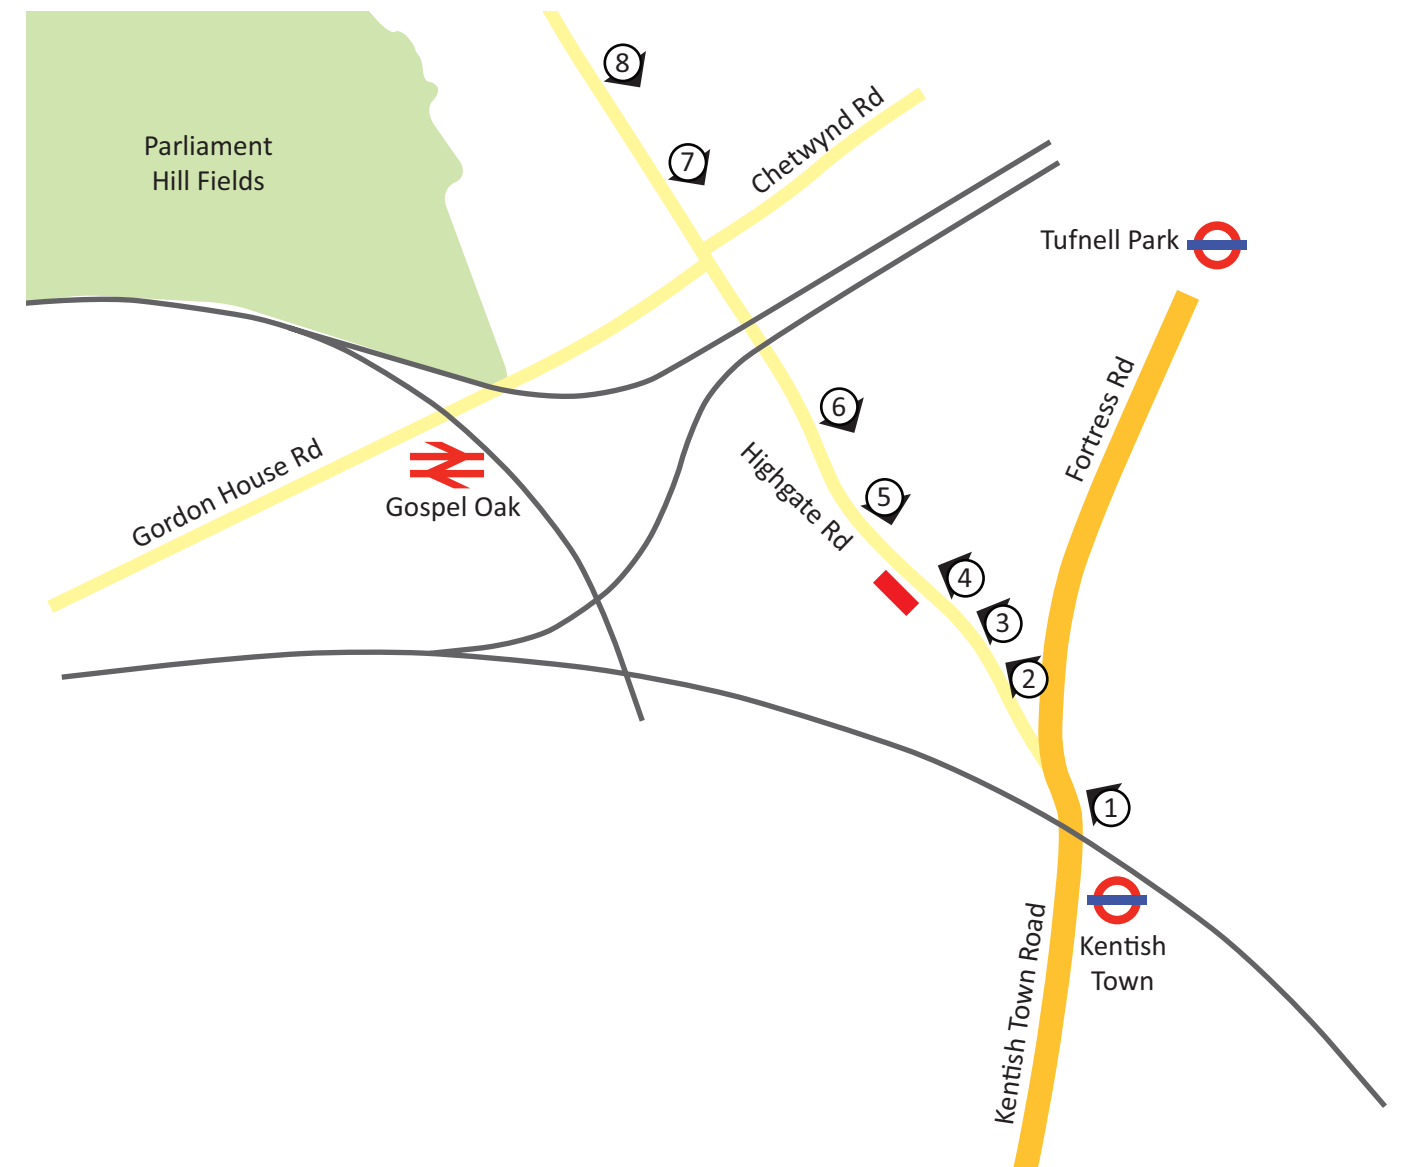 8
Chetwynd Rd
Parliament
Hill Fields
7
Tufnell Park
Fortress Rd
6
Highgate Rd
Gordon House Rd
5
Gospel Oak
4
3
2
1
Kentish Town Road
Kentish
Town